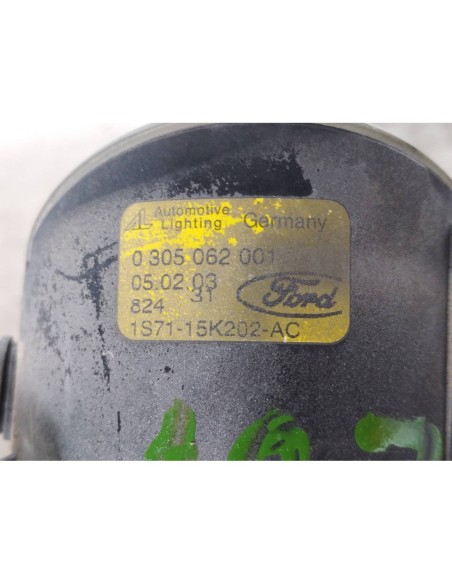 AL Automotive Lighting Germany
0 305 062 001
05.02.03
824 31
Ford
1S71-15K202-AC